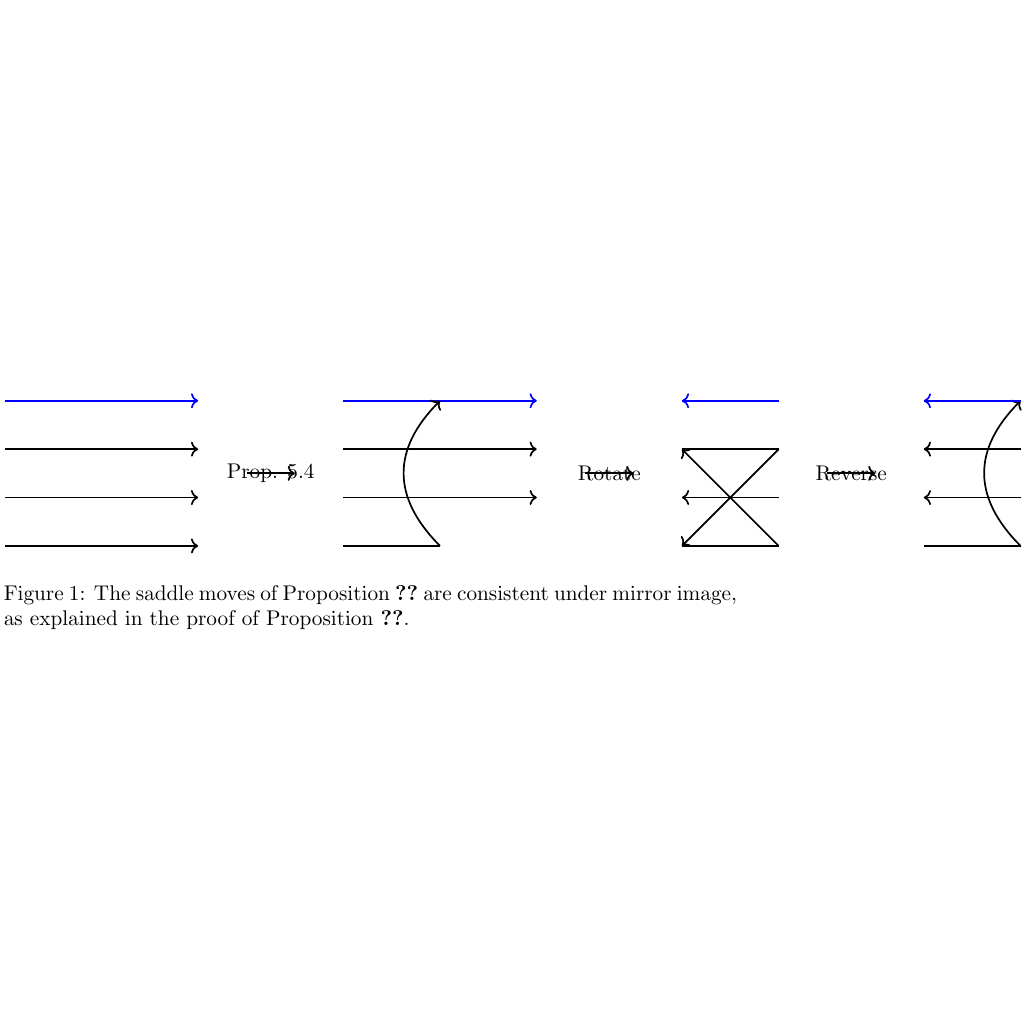 Prop. 5.4
Rotate
Reverse
Figure 1: The saddle moves of Proposition ?? are consistent under mirror image,
as explained in the proof of Proposition ??.